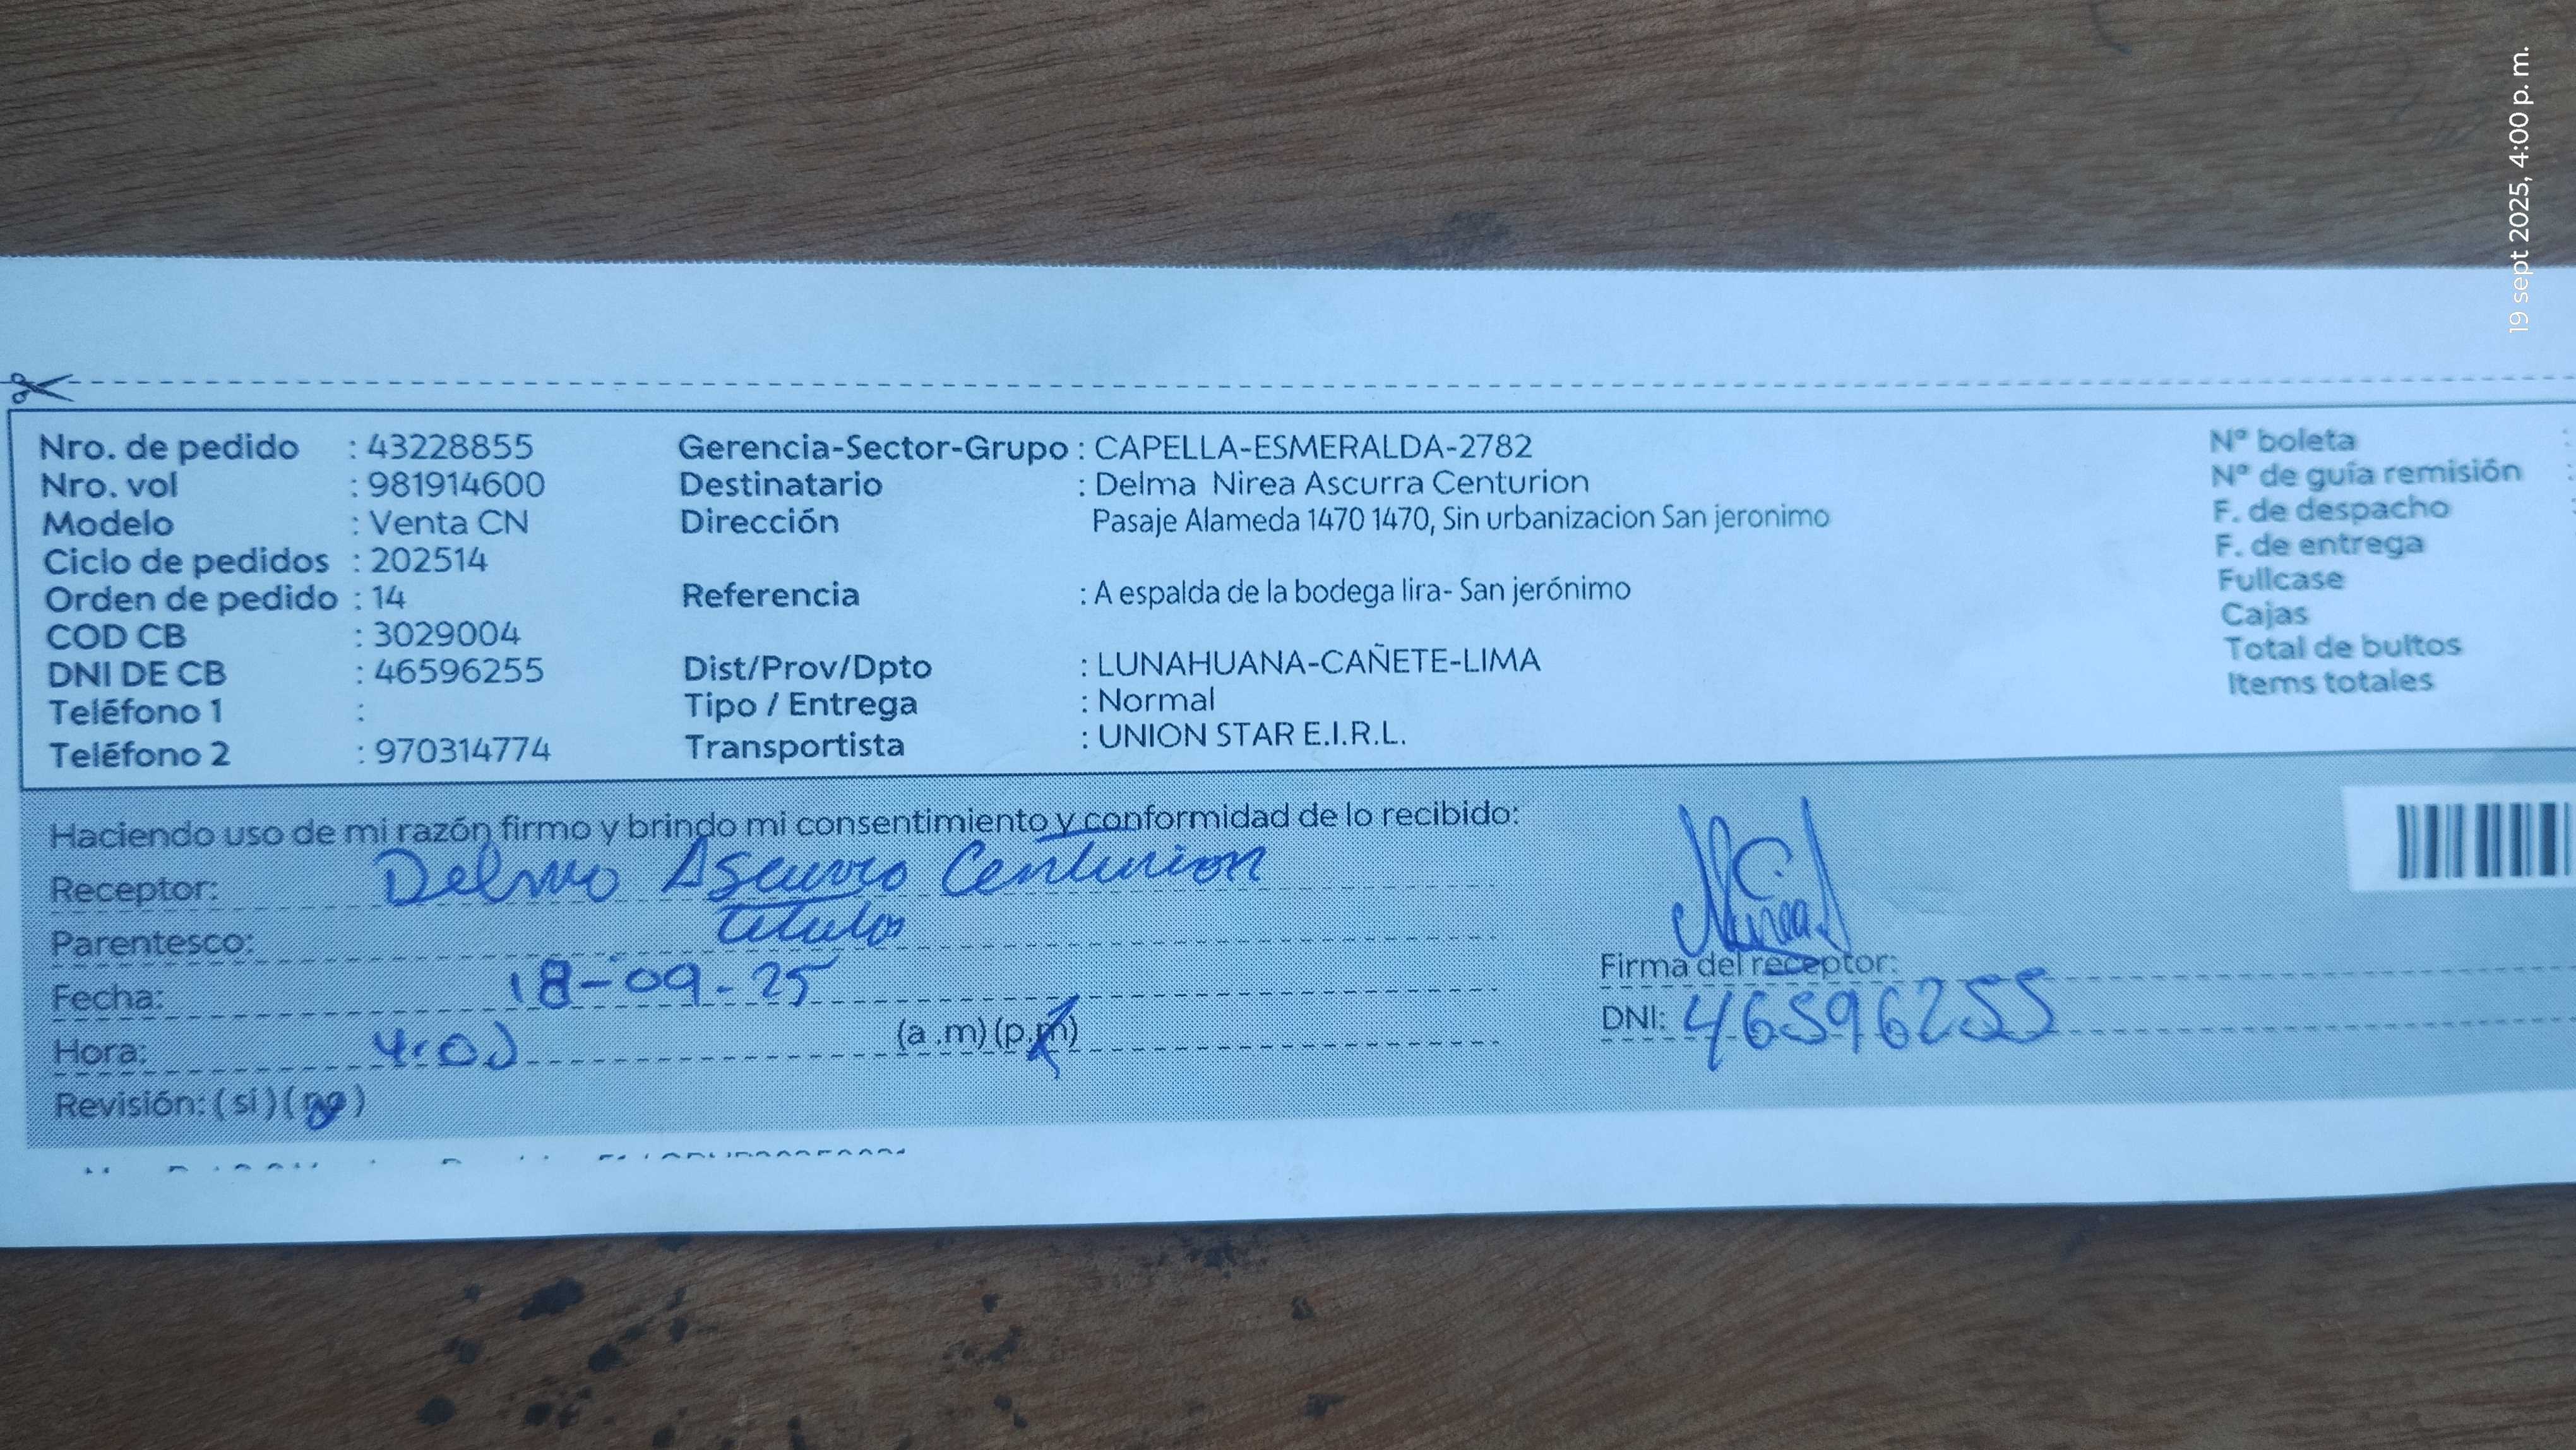 19 sept 2025, 4:00 p. m.
Nro. de pedido : 43228855
Nro. vol : 981914600
Modelo : Venta CN
Ciclo de pedidos : 202514
Orden de pedido : 14
COD CB : 3029004
DNI DE CB : 46596255
Teléfono 1 :
Teléfono 2 : 970314774
Gerencia-Sector-Grupo : CAPELLA-ESMERALDA-2782
Destinatario : Delma Nirea Ascurra Centurion
Dirección Pasaje Alameda 1470 1470, Sin urbanizacion San jeronimo
Referencia : A espalda de la bodega lira- San jerónimo
Dist/Prov/Dpto : LUNAHUANA-CAÑETE-LIMA
Tipo / Entrega : Normal
Transportista : UNION STAR E.I.R.L.
Nº boleta :
Nº de guía remisión :
F. de despacho :
F. de entrega
Fullcase
Cajas
Total de bultos
Items totales
Haciendo uso de mi razón firmo y brindo mi consentimiento y conformidad de lo recibido:
Receptor: Delma Ascurra Centurion
Parentesco: titular
Fecha: 18-09-25
Hora: 4:00 (a .m) (p.m)
Revisión: ( sí ) ( no )
Firma del receptor:
DNI: 46596255